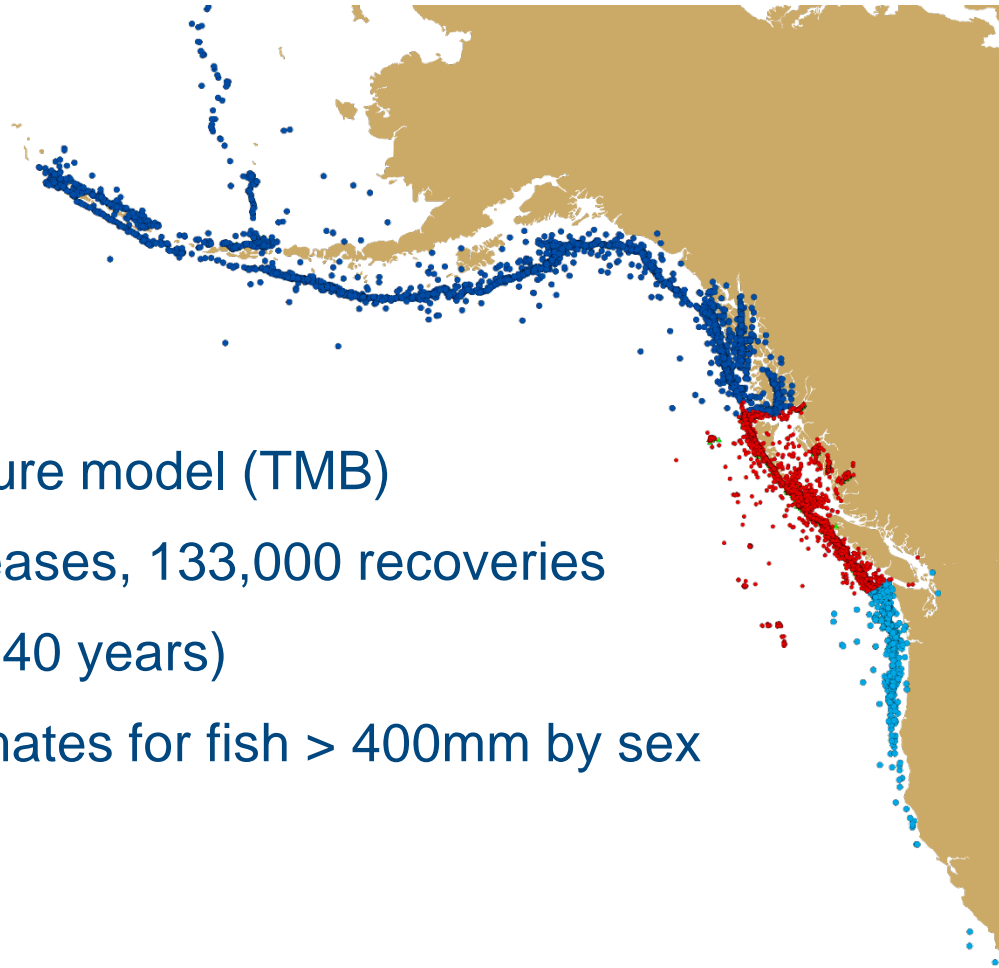 ure model (TMB)
eases, 133,000 recoveries
40 years)
nates for fish > 400mm by sex